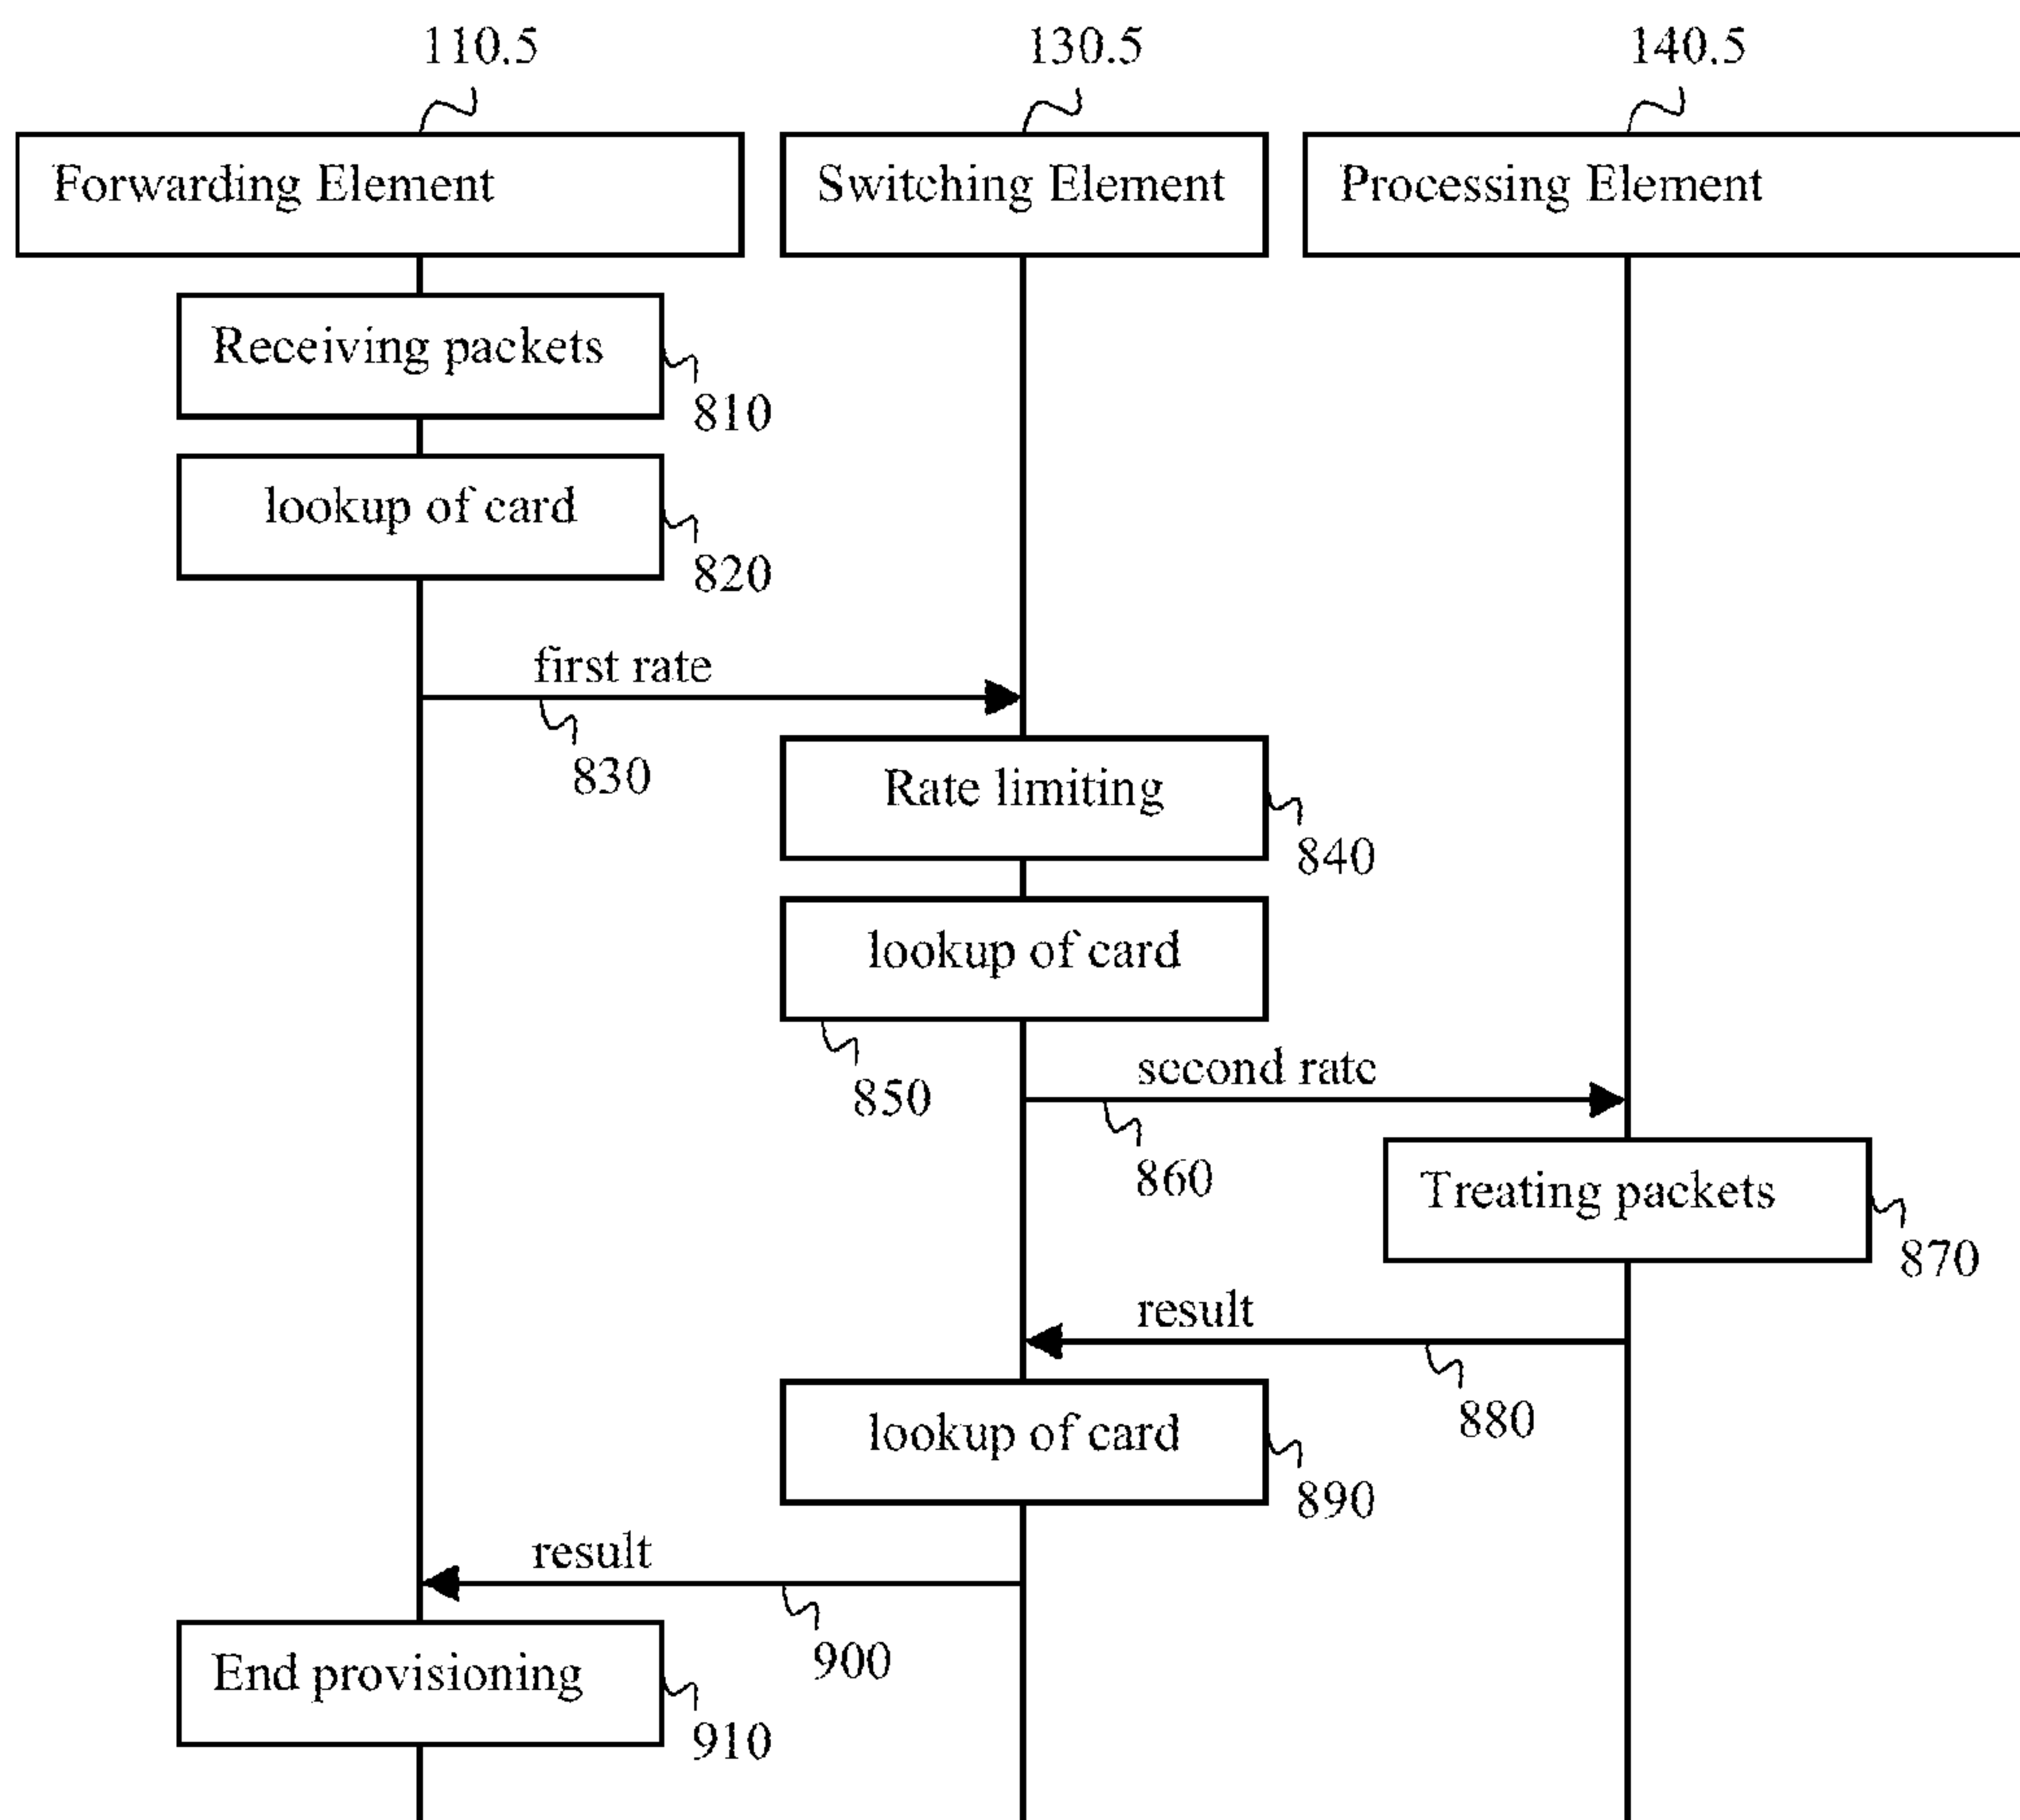 110.5
130.5
140.5
Forwarding Element
Switching Element
Processing Element
Receiving packets
810
lookup of card
820
first rate
830
Rate limiting
840
lookup of card
850
second rate
860
Treating packets
870
result
880
lookup of card
890
result
900
End provisioning
910